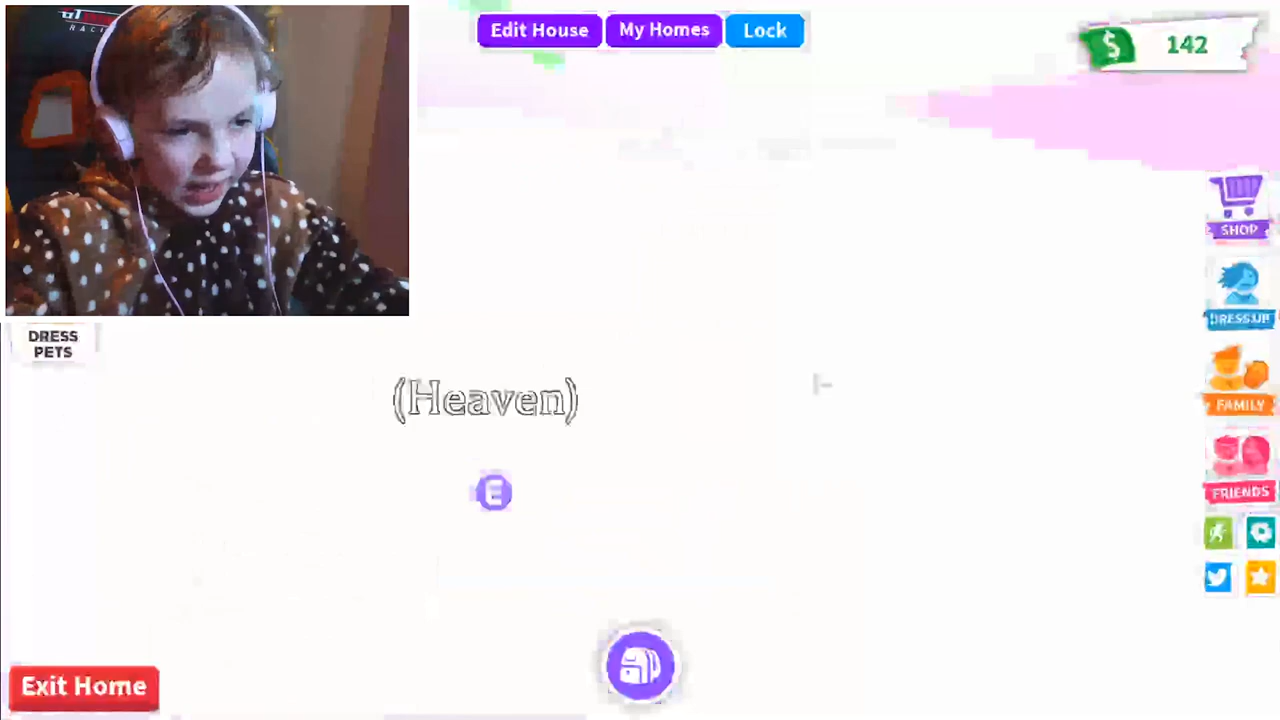 Edit House
My Homes
Lock
$ 142
SHOP
DRESS UP
DRESS
PETS
FAMILY
(Heaven)
E
FRIENDS
Exit Home